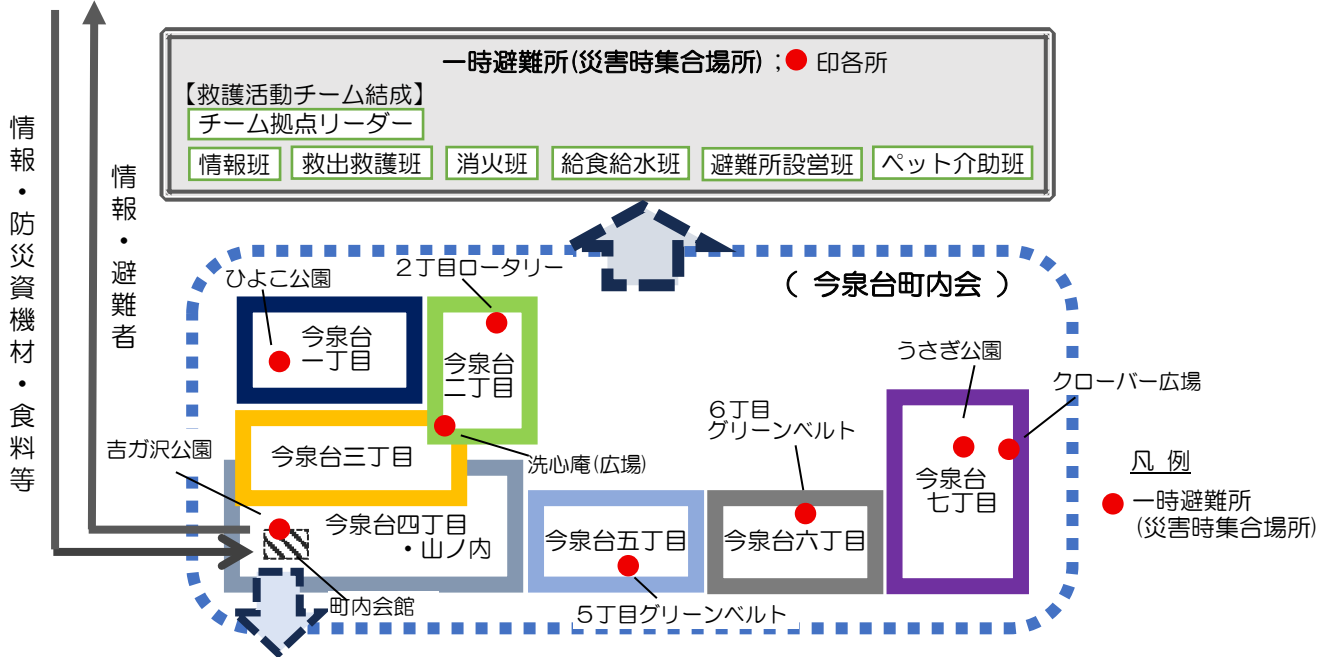 一時避難所(災害時集合場所) ; 印各所
【救護活動チーム結成】
チーム拠点リーダー
情報班 救出救護班 消火班 給食給水班 避難所設営班 ペット介助班
情報・防災資機材・食料等
情報・避難者
( 今泉台町内会 )
ひよこ公園
2丁目ロータリー
今泉台
一丁目
今泉台
二丁目
うさぎ公園
クローバー広場
6丁目
グリーンベルト
吉ガ沢公園
今泉台三丁目
洗心庵(広場)
今泉台
七丁目
凡 例
一時避難所
(災害時集合場所)
今泉台四丁目
・山ノ内
今泉台五丁目
今泉台六丁目
町内会館
5丁目グリーンベルト